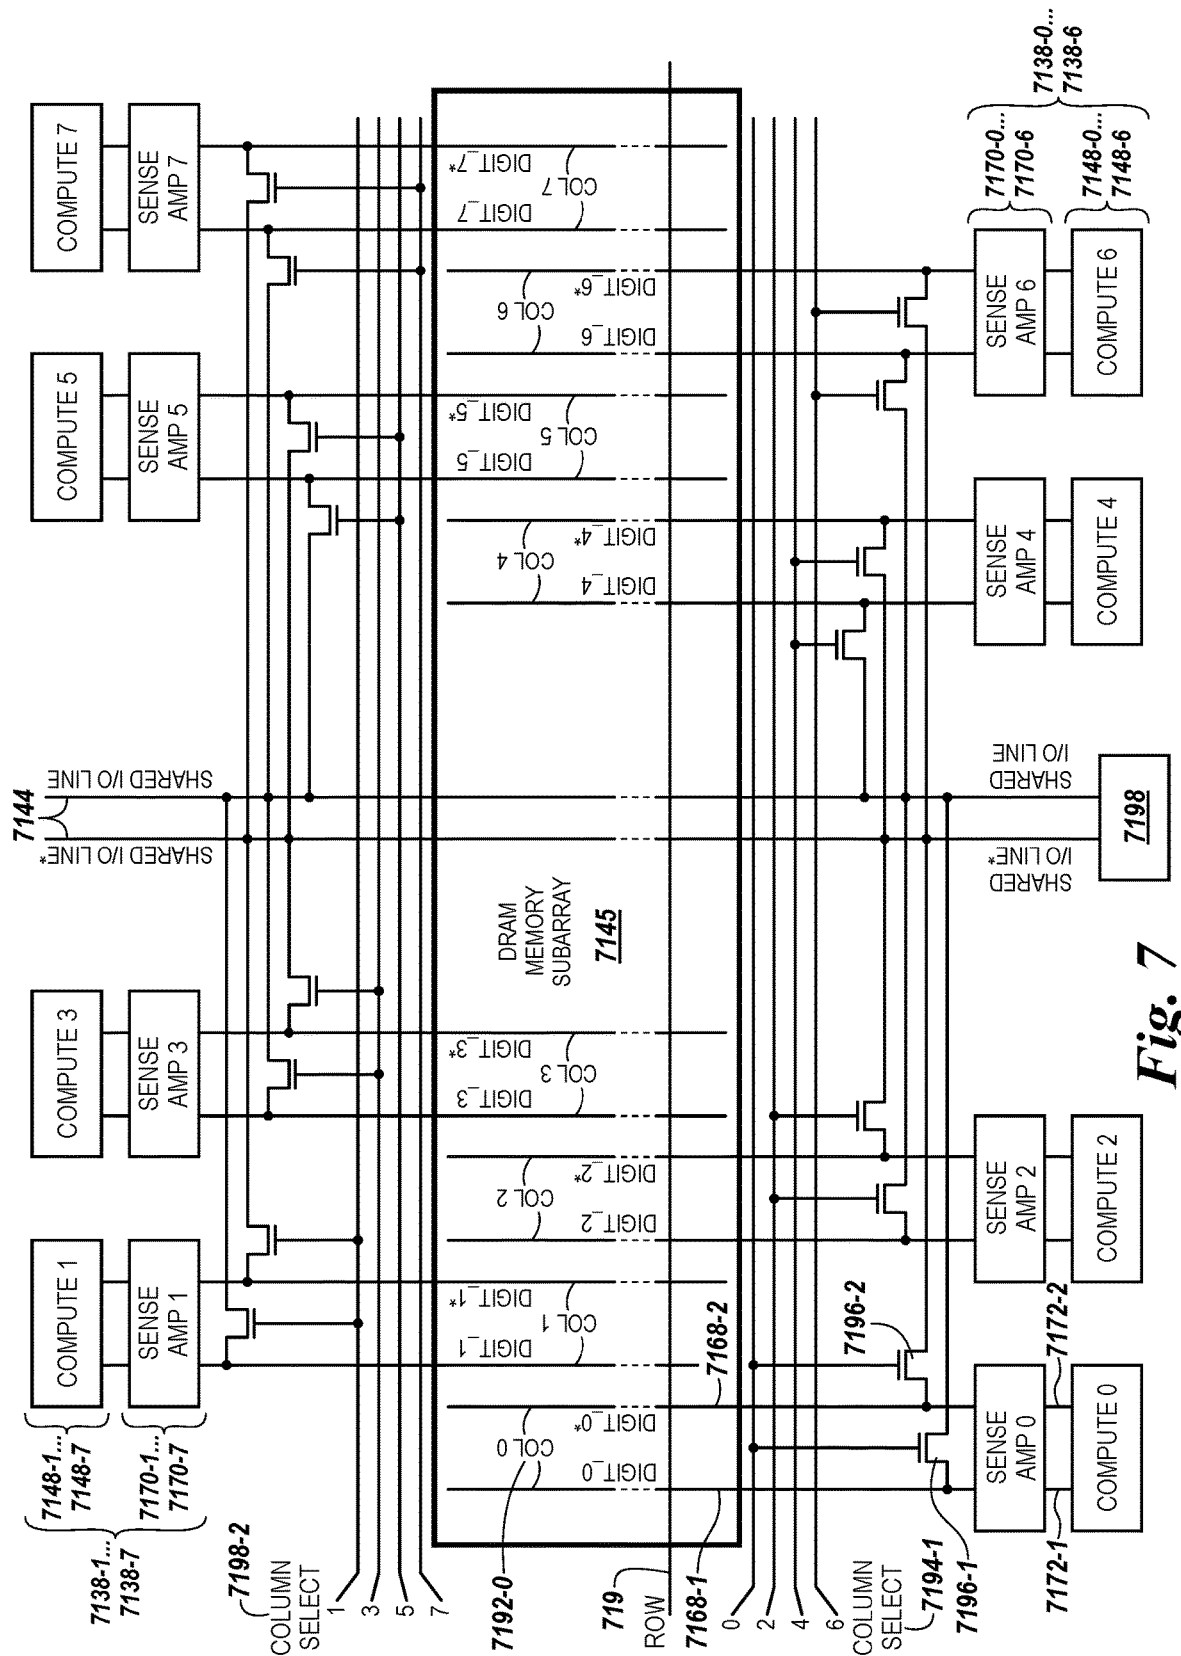 7138-1...
7138-7
7148-1...
7148-7
7170-1...
7170-7
COMPUTE 1
SENSE
AMP 1
COMPUTE 3
SENSE
AMP 3
COMPUTE 5
SENSE
AMP 5
COMPUTE 7
SENSE
AMP 7
7144
SHARED I/O LINE*
SHARED I/O LINE
7198-2
COLUMN
SELECT
1
3
5
7
7192-0
719
ROW
7168-1
7168-2
DRAM
MEMORY
SUBARRAY
7145
COL 0
DIGIT_0
DIGIT_0*
COL 1
DIGIT_1
DIGIT_1*
COL 2
DIGIT_2
DIGIT_2*
COL 3
DIGIT_3
DIGIT_3*
COL 4
DIGIT_4
DIGIT_4*
COL 5
DIGIT_5
DIGIT_5*
COL 6
DIGIT_6
DIGIT_6*
COL 7
DIGIT_7
DIGIT_7*
0
2
4
6
COLUMN
SELECT
7194-1
7196-1
7196-2
7172-1
7172-2
SENSE
AMP 0
COMPUTE 0
SENSE
AMP 2
COMPUTE 2
SHARED
I/O LINE*
SHARED
I/O LINE
7198
SENSE
AMP 4
COMPUTE 4
SENSE
AMP 6
COMPUTE 6
7170-0...
7170-6
7148-0...
7148-6
7138-0...
7138-6
Fig. 7